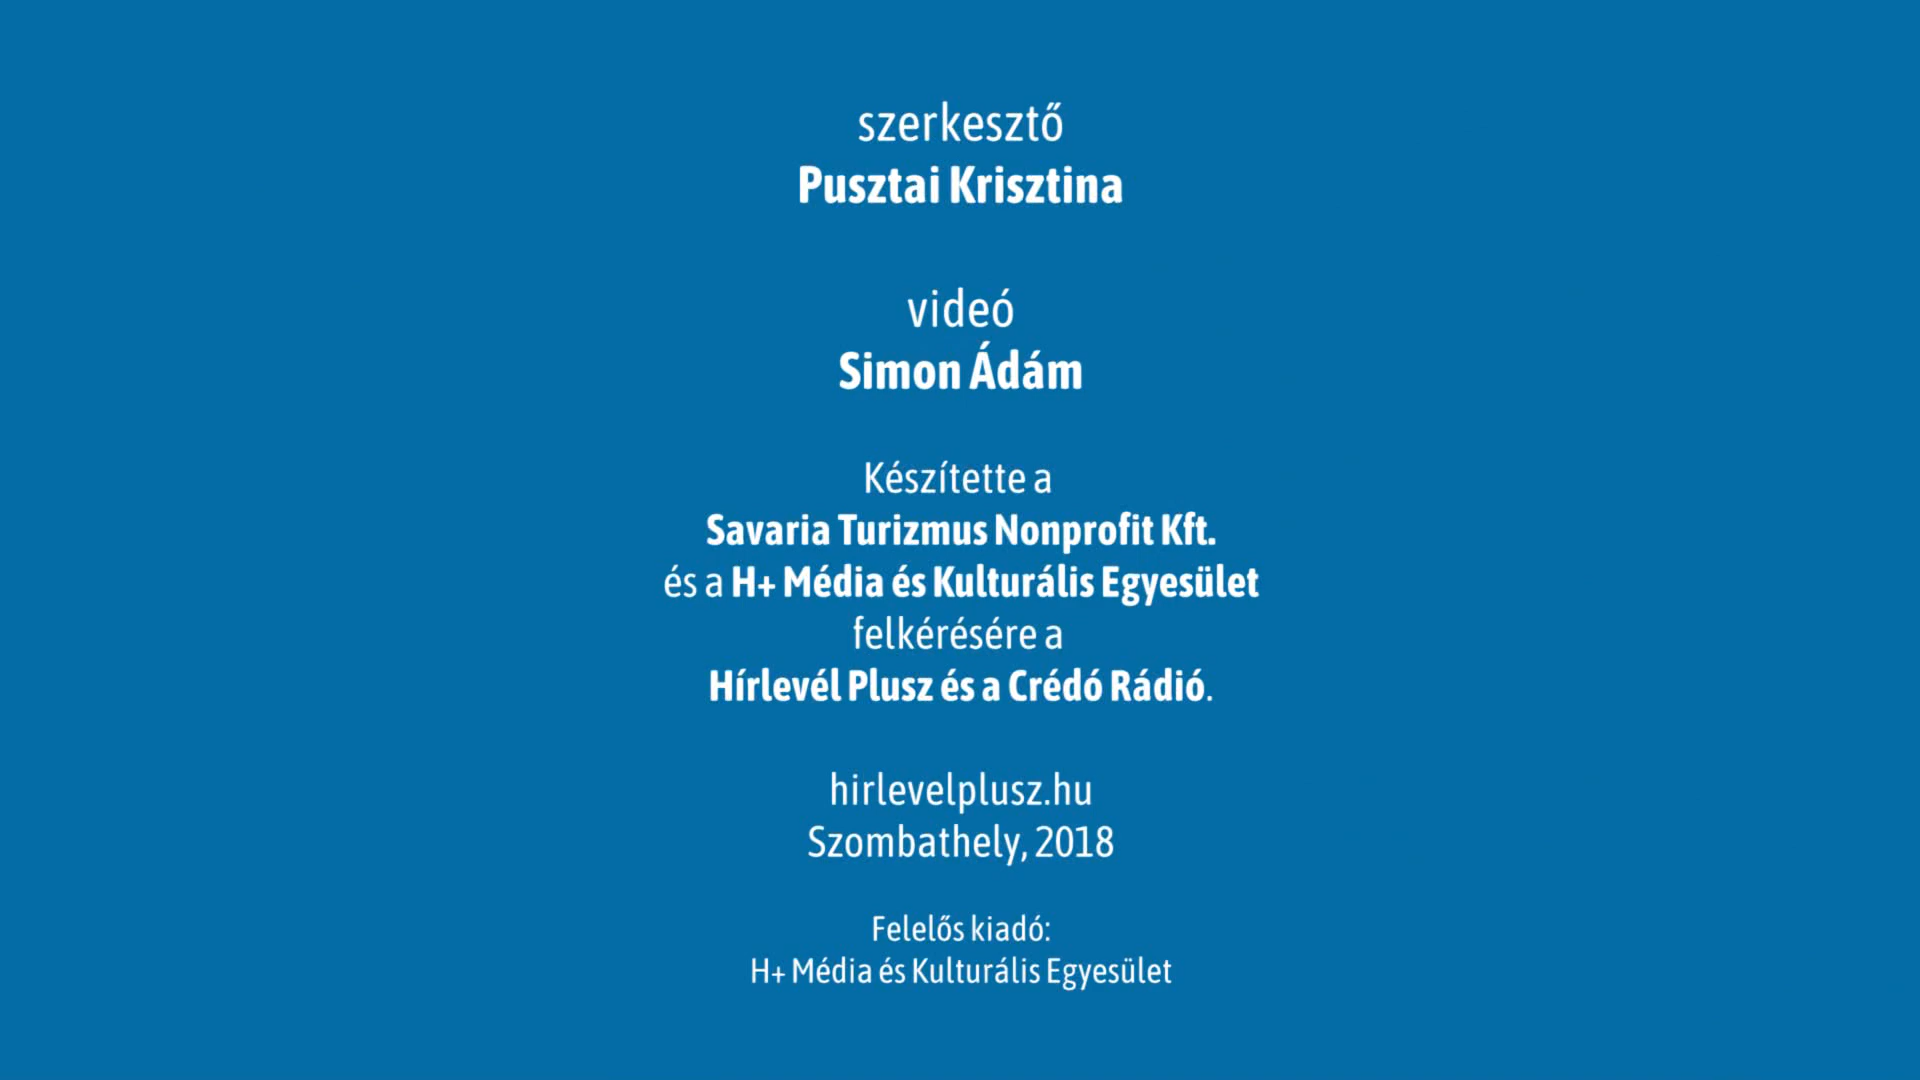 szerkesztő
Pusztai Krisztina
videó
Simon Ádám
Készítette a
Savaria Turizmus Nonprofit Kft.
és a H+ Média és Kulturális Egyesület
felkérésére a
Hírlevél Plusz és a Crédó Rádió.
hirlevelplusz.hu
Szombathely, 2018
Felelős kiadó:
H+ Média és Kulturális Egyesület